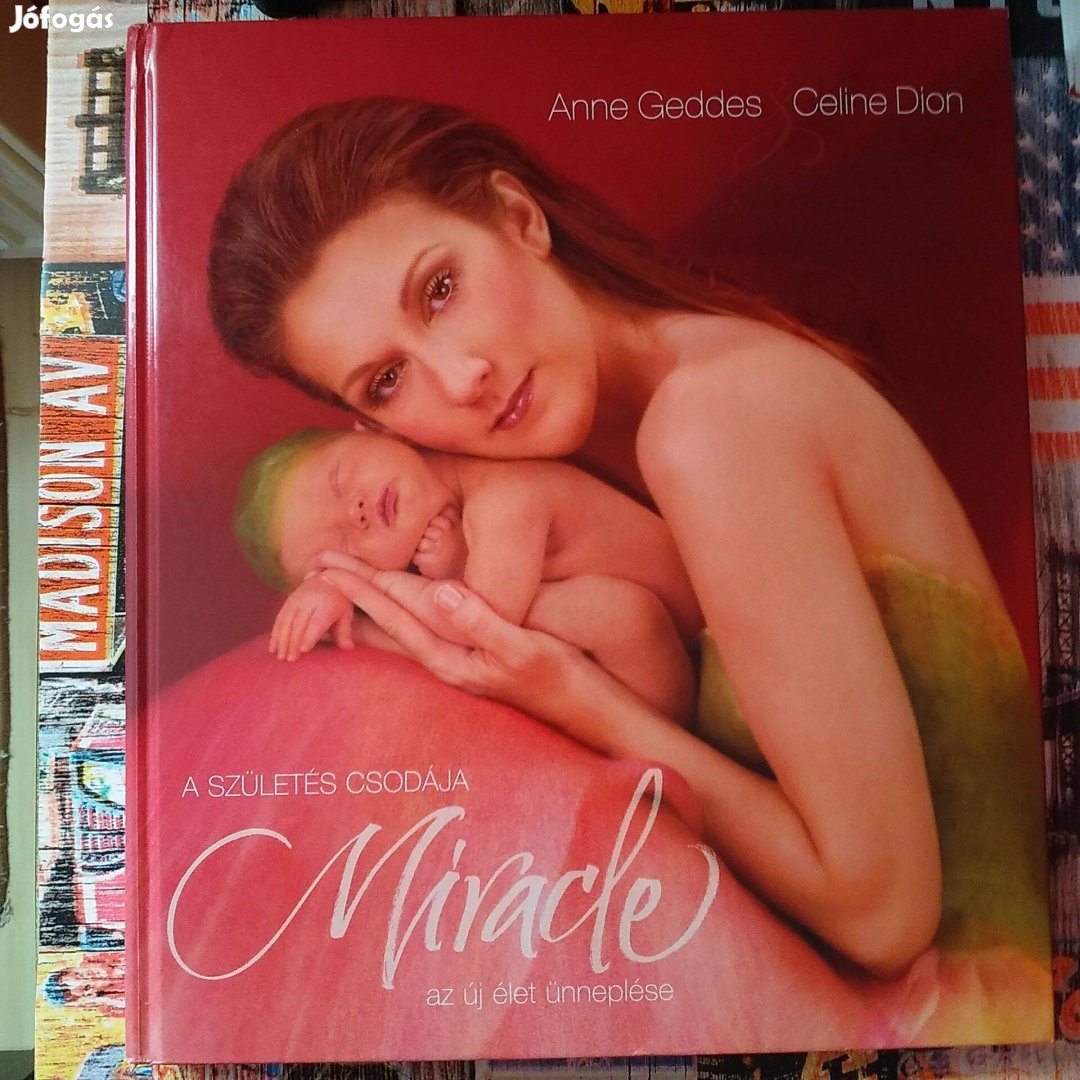 Jófogás
Anne Geddes & Celine Dion
MADISON AV
A SZÜLETÉS CSODÁJA
Miracle
az új élet ünneplése